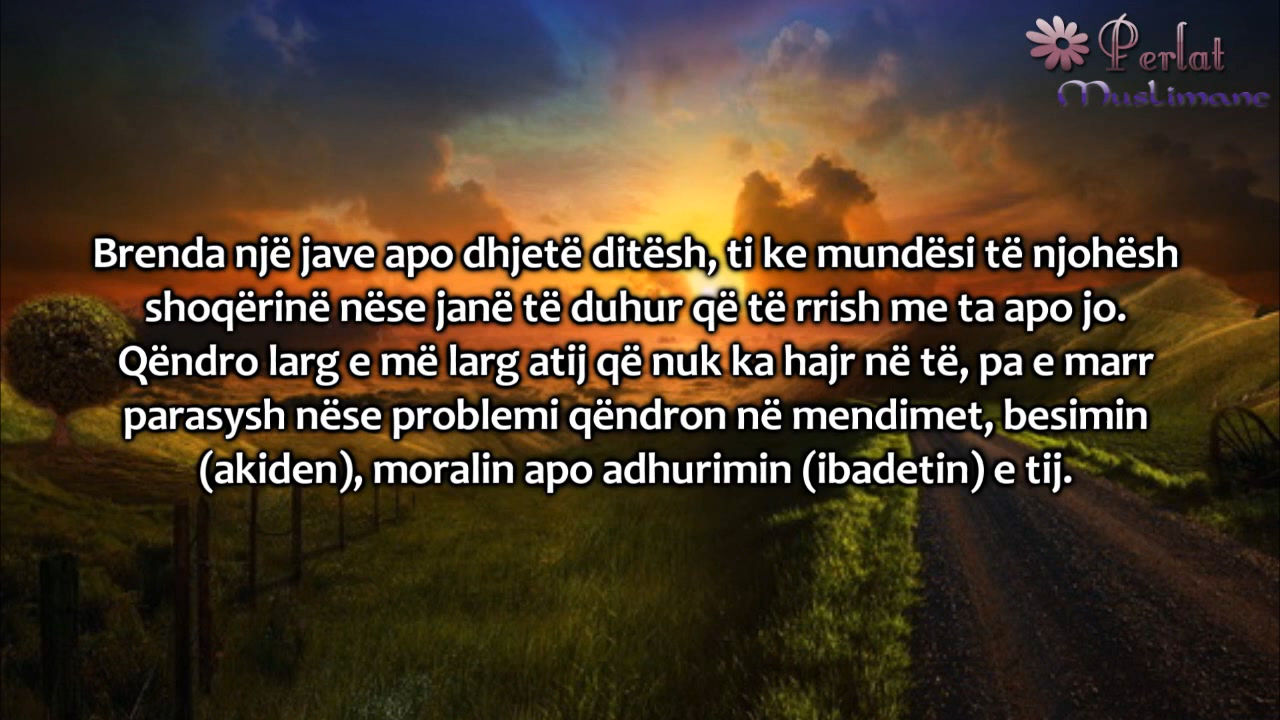 Perlat
Muslimane
Brenda një jave apo dhjetë ditësh, ti ke mundësi të njohësh
shoqërinë nëse janë të duhur që të rrish me ta apo jo.
Qëndro larg e më larg atij që nuk ka hajr në të, pa e marr
parasysh nëse problemi qëndron në mendimet, besimin
(akiden), moralin apo adhurimin (ibadetin) e tij.